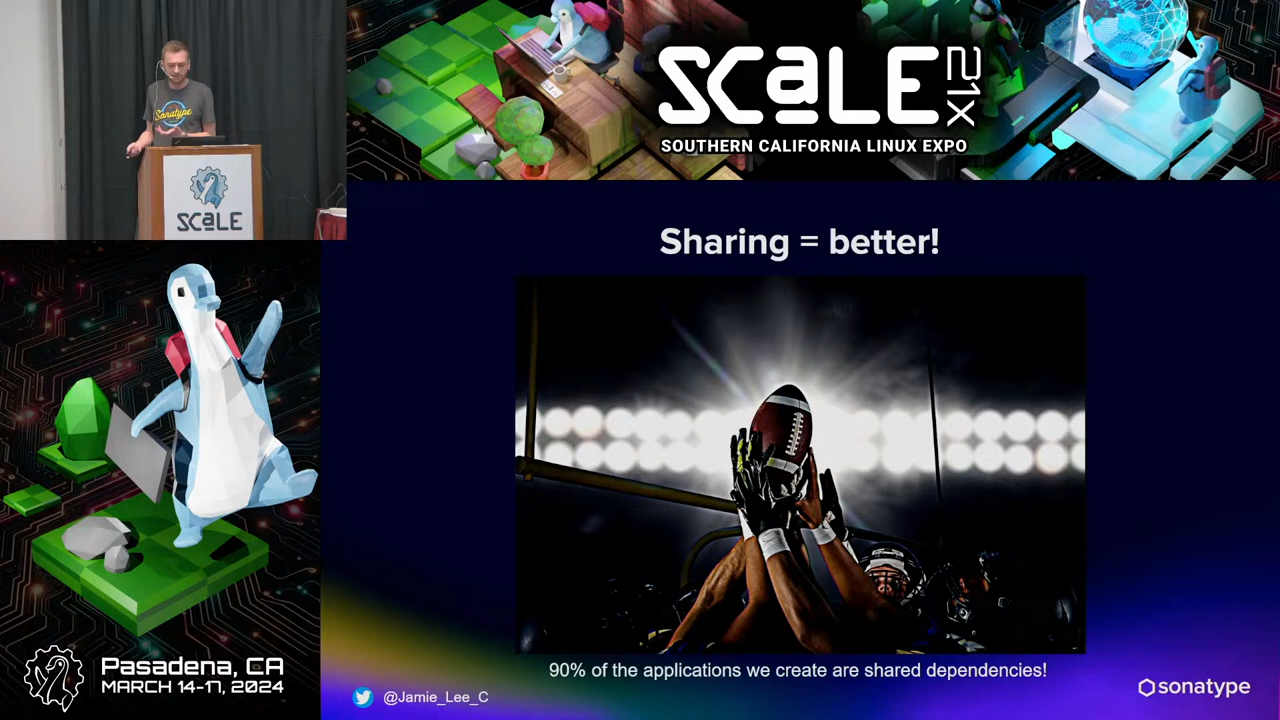 Sonatype
SCaLE
SCaLE 21x
SOUTHERN CALIFORNIA LINUX EXPO
Sharing = better!
90% of the applications we create are shared dependencies!
@Jamie_Lee_C
sonatype
Pasadena, CA
MARCH 14-17, 2024